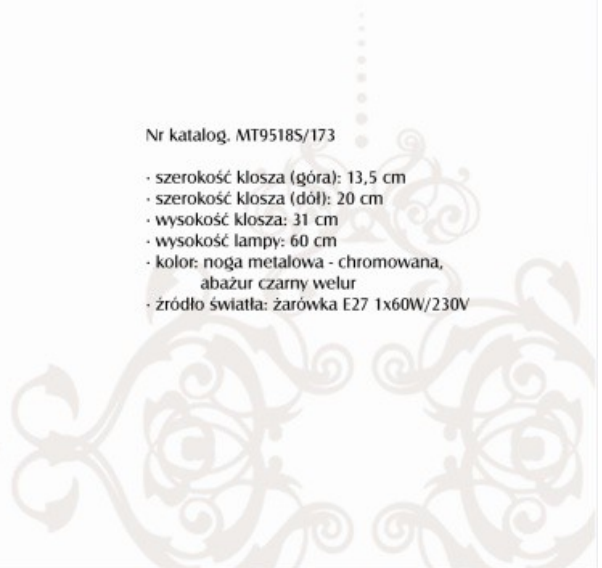 Nr katalog. MT9518S/173
· szerokość klosza (góra): 13,5 cm
· szerokość klosza (dół): 20 cm
· wysokość klosza: 31 cm
· wysokość lampy: 60 cm
· kolor: noga metalowa - chromowana,
abażur czarny welur
· źródło światła: żarówka E27 1x60W/230V